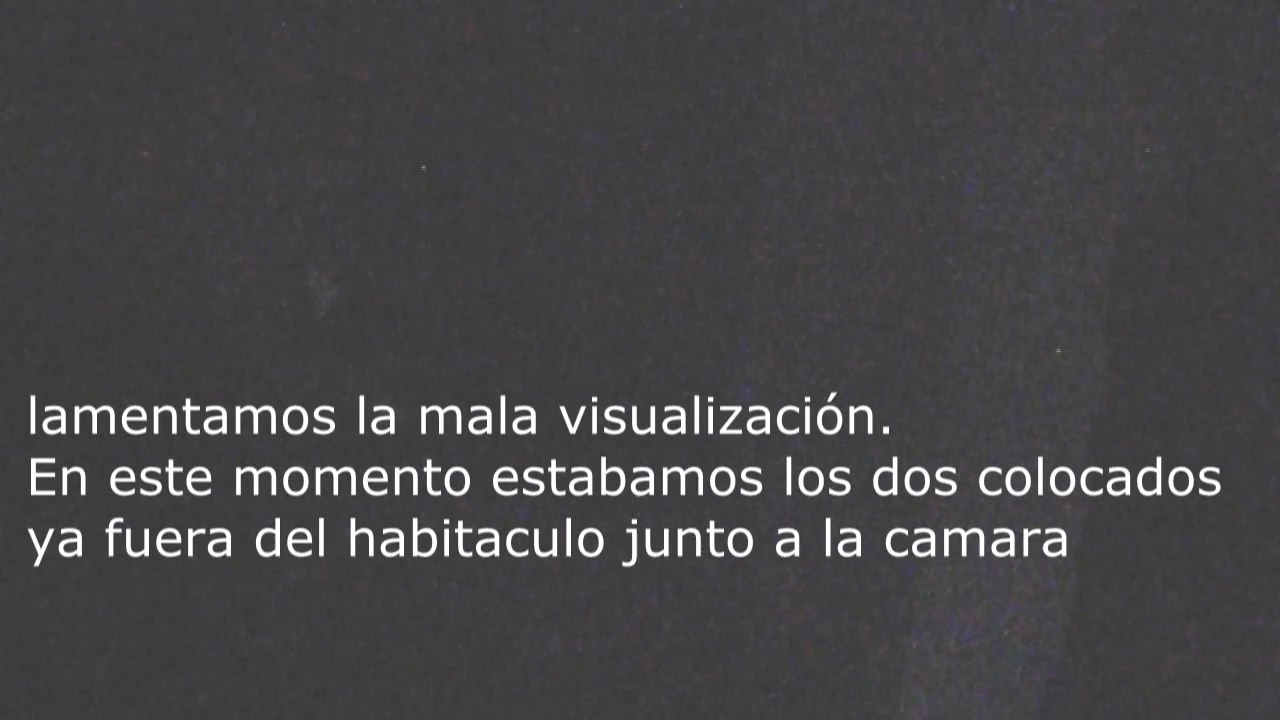 lamentamos la mala visualización.
En este momento estabamos los dos colocados
ya fuera del habitaculo junto a la camara